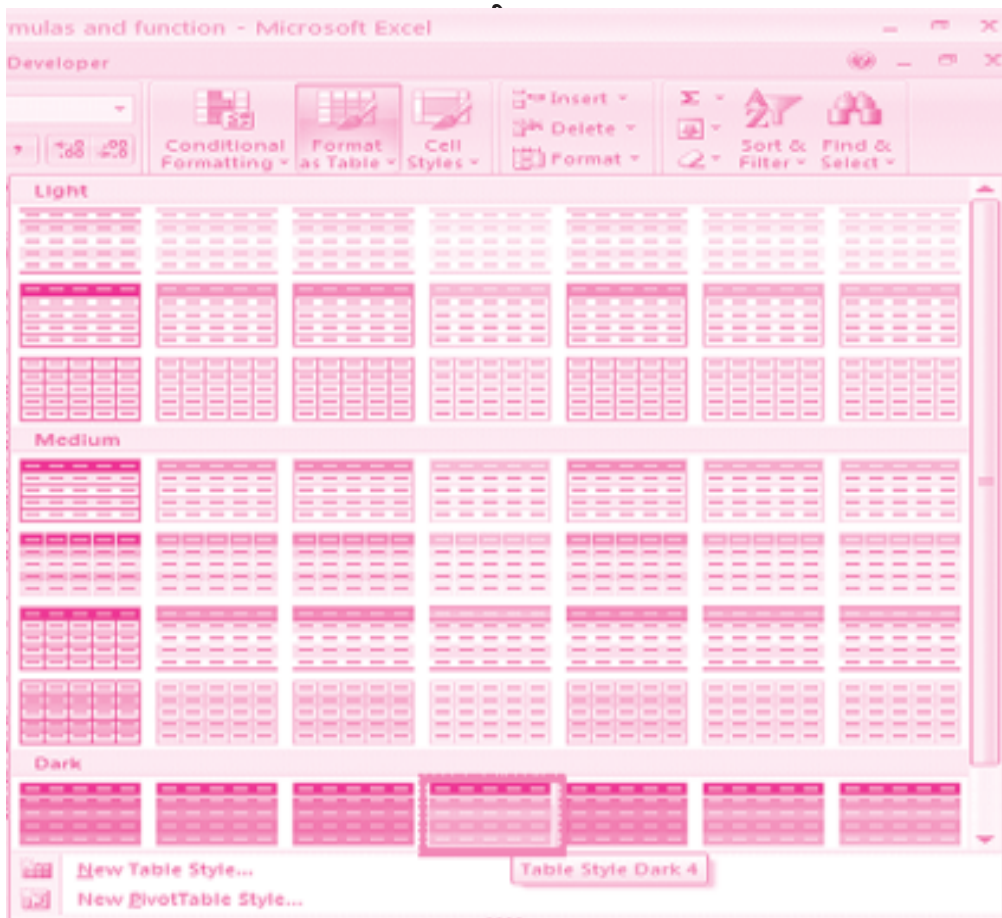 mulas and function - Microsoft Excel
Developer
Conditional Formatting
Format as Table
Cell Styles
Insert
Delete
Format
Sort & Filter
Find & Select
Light
Medium
Dark
Table Style Dark 4
New Table Style...
New PivotTable Style...